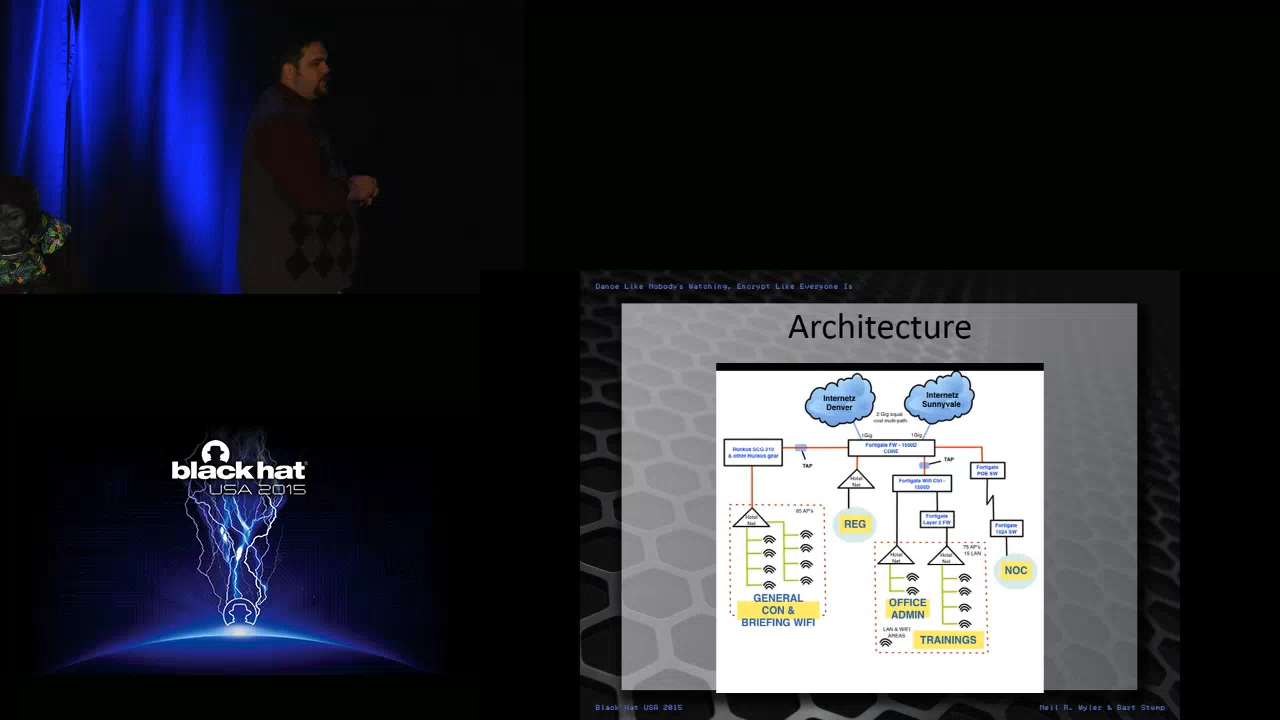 Dance Like Nobody's Watching, Encrypt Like Everyone Is
Architecture
Internetz
Denver
Internetz
Sunnyvale
2 Gig equal
cost multi-path
1Gig
1Gig
Fortigate FW - 1500D
CORE
Ruckus SCG 210
& other Ruckus gear
TAP
TAP
Fortigate
POE SW
Hotel
Net
Fortigate Wifi Ctrl -
1500D
REG
Fortigate
Layer 2 FW
Fortigate
1024 SW
85 AP's
Hotel
Net
Hotel
Net
Hotel
Net
75 AP's
15 LAN
NOC
GENERAL
CON &
BRIEFING WIFI
OFFICE
ADMIN
LAN & WIFI
AREAS
TRAININGS
black hat
USA 2015
Black Hat USA 2015
Neil R. Wyler & Bart Stump